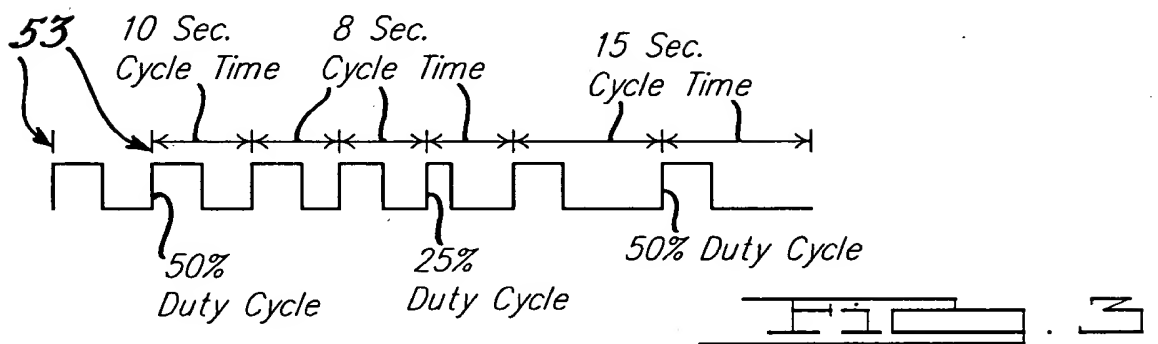 53
10 Sec.
Cycle Time
8 Sec.
Cycle Time
15 Sec.
Cycle Time
50%
Duty Cycle
25%
Duty Cycle
50% Duty Cycle
Fig. 3